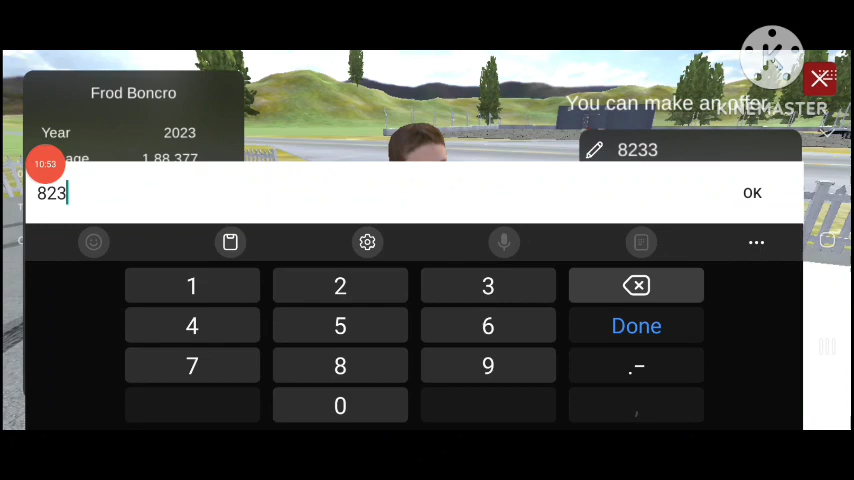 Frod Boncro
You can make an offer
KINEMASTER
Year 2023
8233
age 1,88,377
10:53
823
OK
1 2 3
4 5 6 Done
7 8 9 .-
0 ,